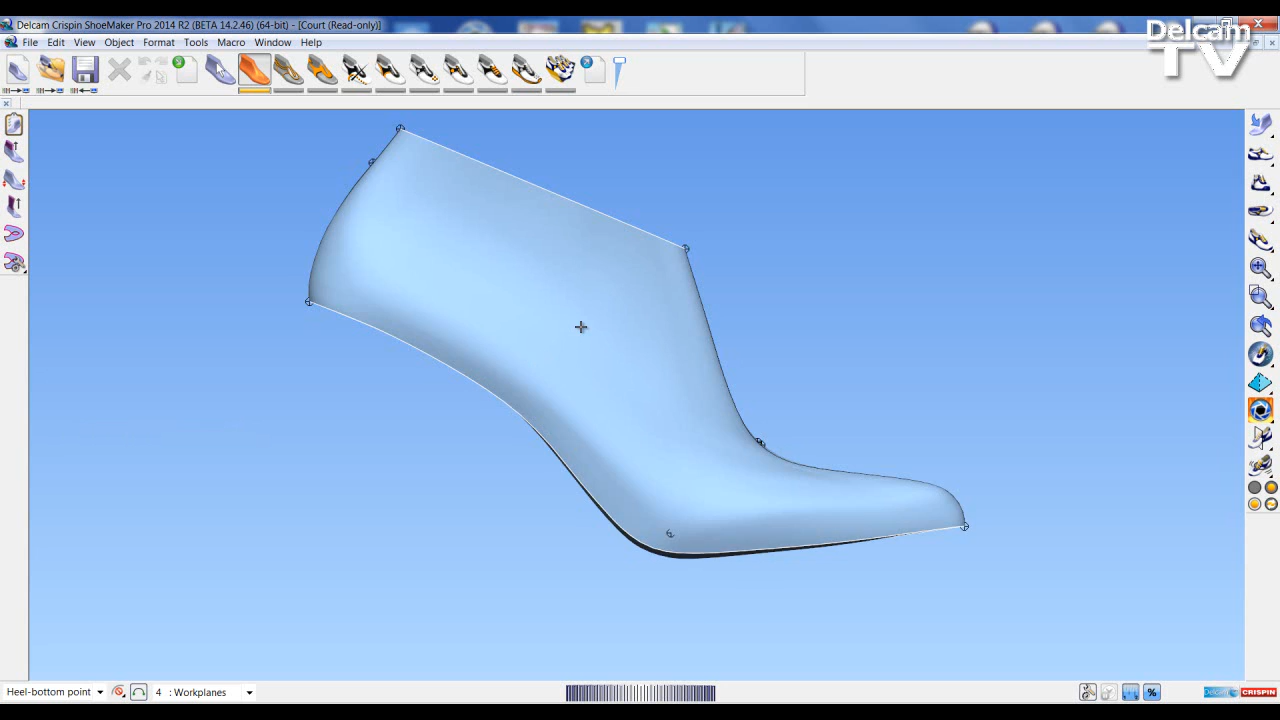 Delcam Crispin ShoeMaker Pro 2014 R2 (BETA 14.2.46) (64-bit) - [Court (Read-only)]
File Edit View Object Format Tools Macro Window Help
Delcam
TV
Heel-bottom point
4 : Workplanes
%
Delcam CRISPIN